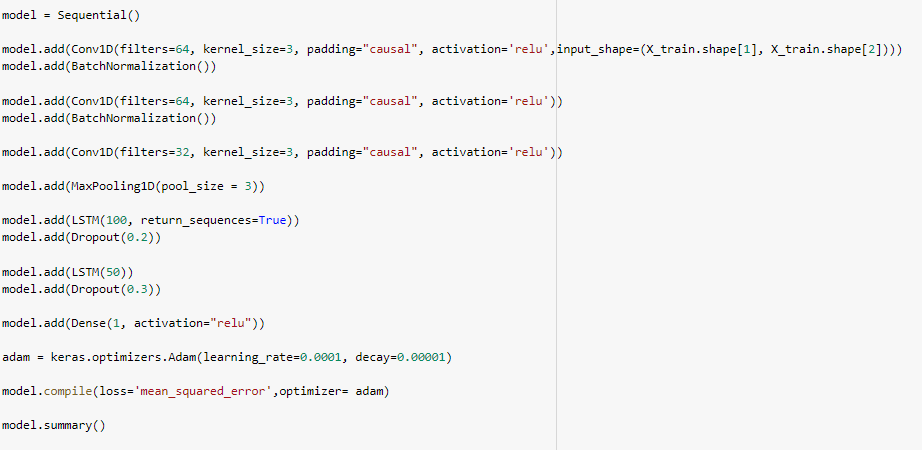 model = Sequential()
model.add(Conv1D(filters=64, kernel_size=3, padding="causal", activation='relu',input_shape=(X_train.shape[1], X_train.shape[2])))
model.add(BatchNormalization())
model.add(Conv1D(filters=64, kernel_size=3, padding="causal", activation='relu'))
model.add(BatchNormalization())
model.add(Conv1D(filters=32, kernel_size=3, padding="causal", activation='relu'))
model.add(MaxPooling1D(pool_size = 3))
model.add(LSTM(100, return_sequences=True))
model.add(Dropout(0.2))
model.add(LSTM(50))
model.add(Dropout(0.3))
model.add(Dense(1, activation="relu"))
adam = keras.optimizers.Adam(learning_rate=0.0001, decay=0.00001)
model.compile(loss='mean_squared_error',optimizer= adam)
model.summary()